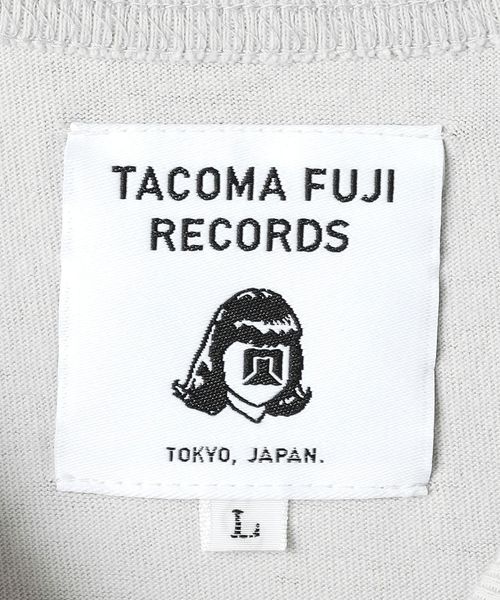 TACOMA FUJI
RECORDS
TOKYO, JAPAN.
L.